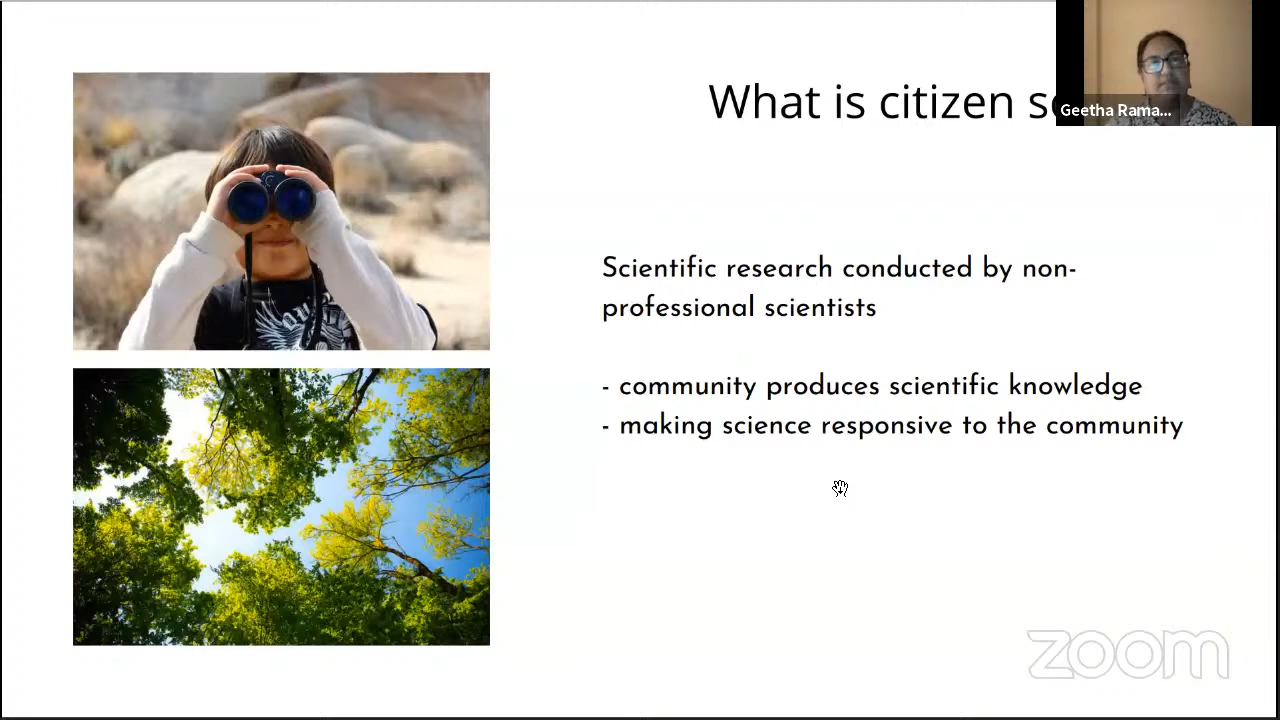 What is citizen
Geetha Rama...
Scientific research conducted by non-
professional scientists
- community produces scientific knowledge
- making science responsive to the community
zoom